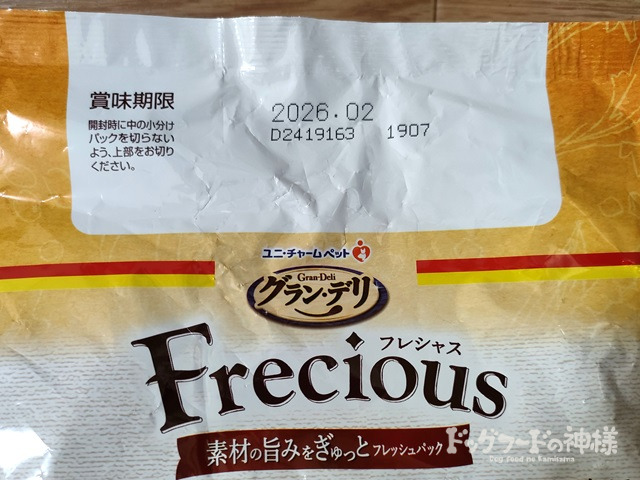 賞味期限
開封時に中の小分け
パックを切らない
よう、上部をお切り
ください。
2026.02
D2419163 1907
ユニ・チャームペット
Gran-Deli
グラン・デリ
フレシャス
Frecious
素材の旨みをぎゅっとフレッシュパック
ドッグフードの神様
Dog Food no Kamisama